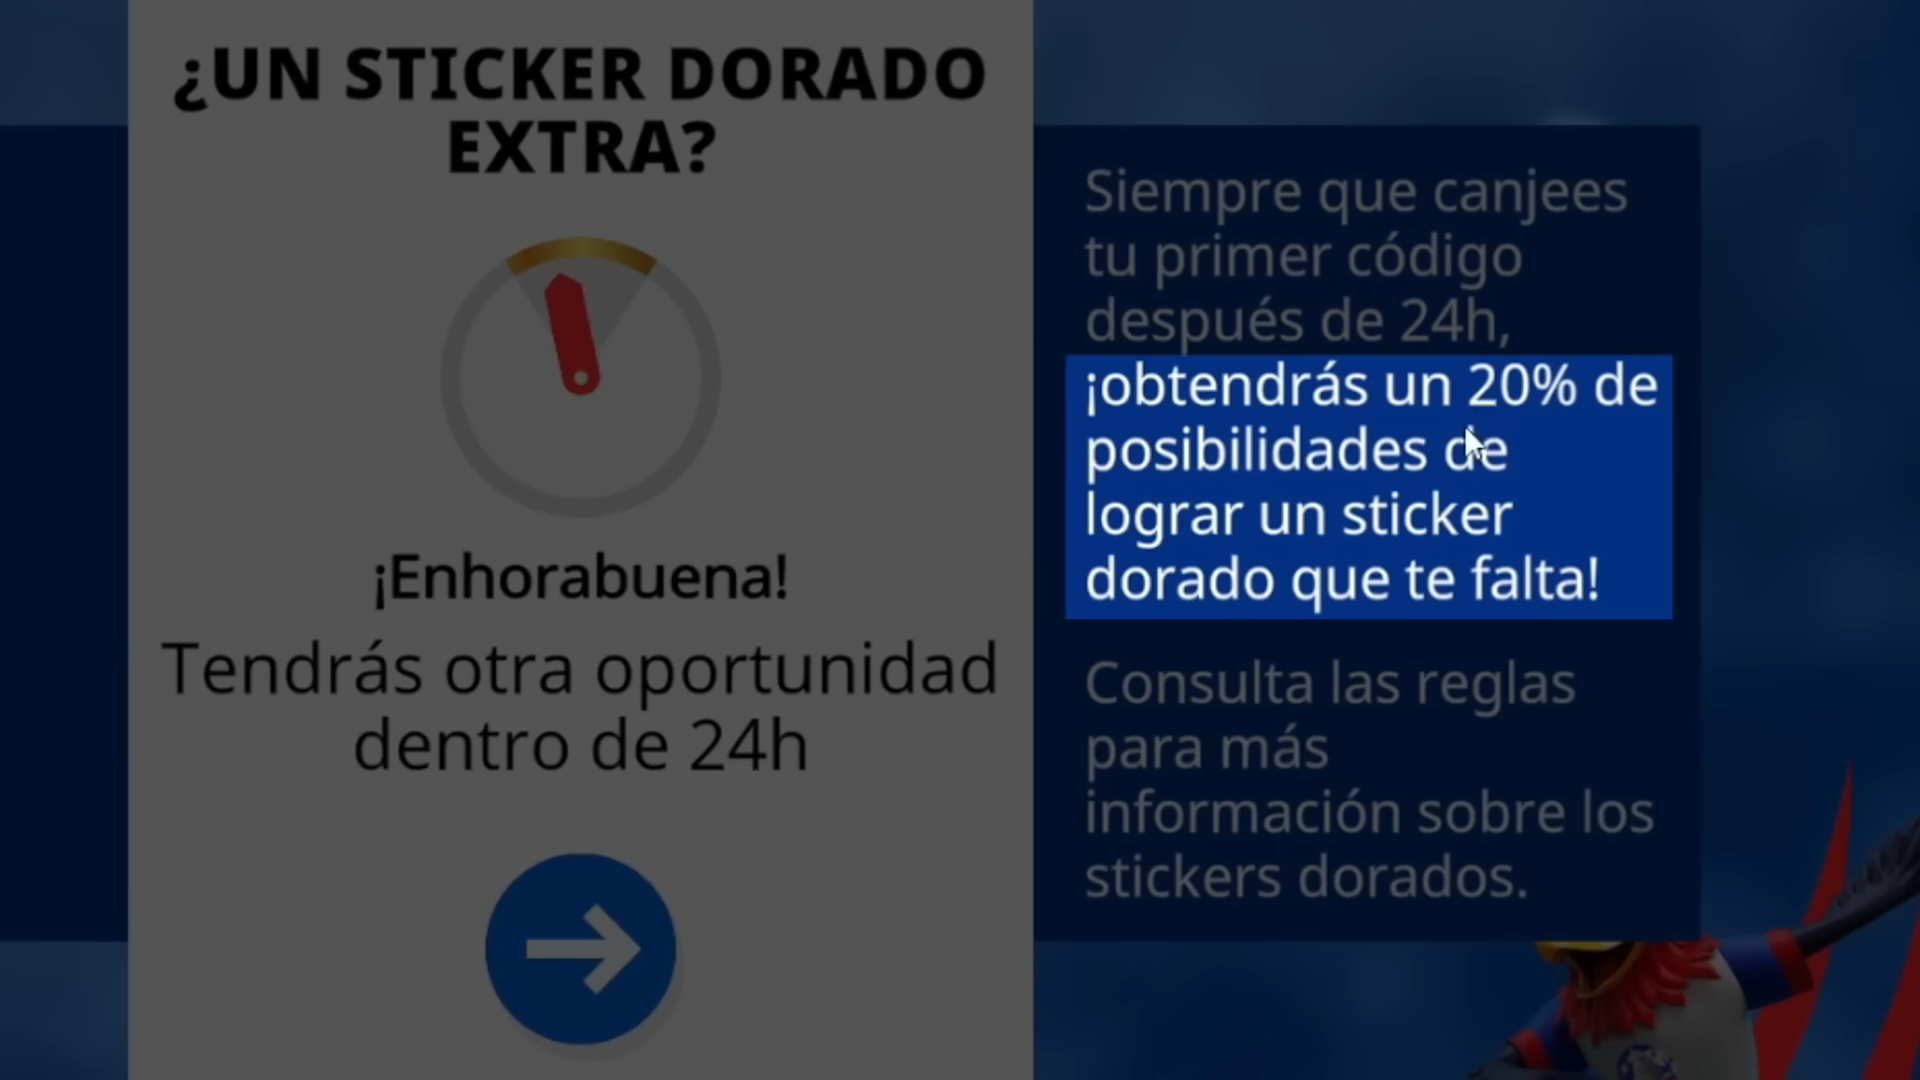 ¿UN STICKER DORADO
EXTRA?
¡Enhorabuena!
Tendrás otra oportunidad
dentro de 24h
Siempre que canjees
tu primer código
después de 24h,
¡obtendrás un 20% de
posibilidades de
lograr un sticker
dorado que te falta!
Consulta las reglas
para más
información sobre los
stickers dorados.